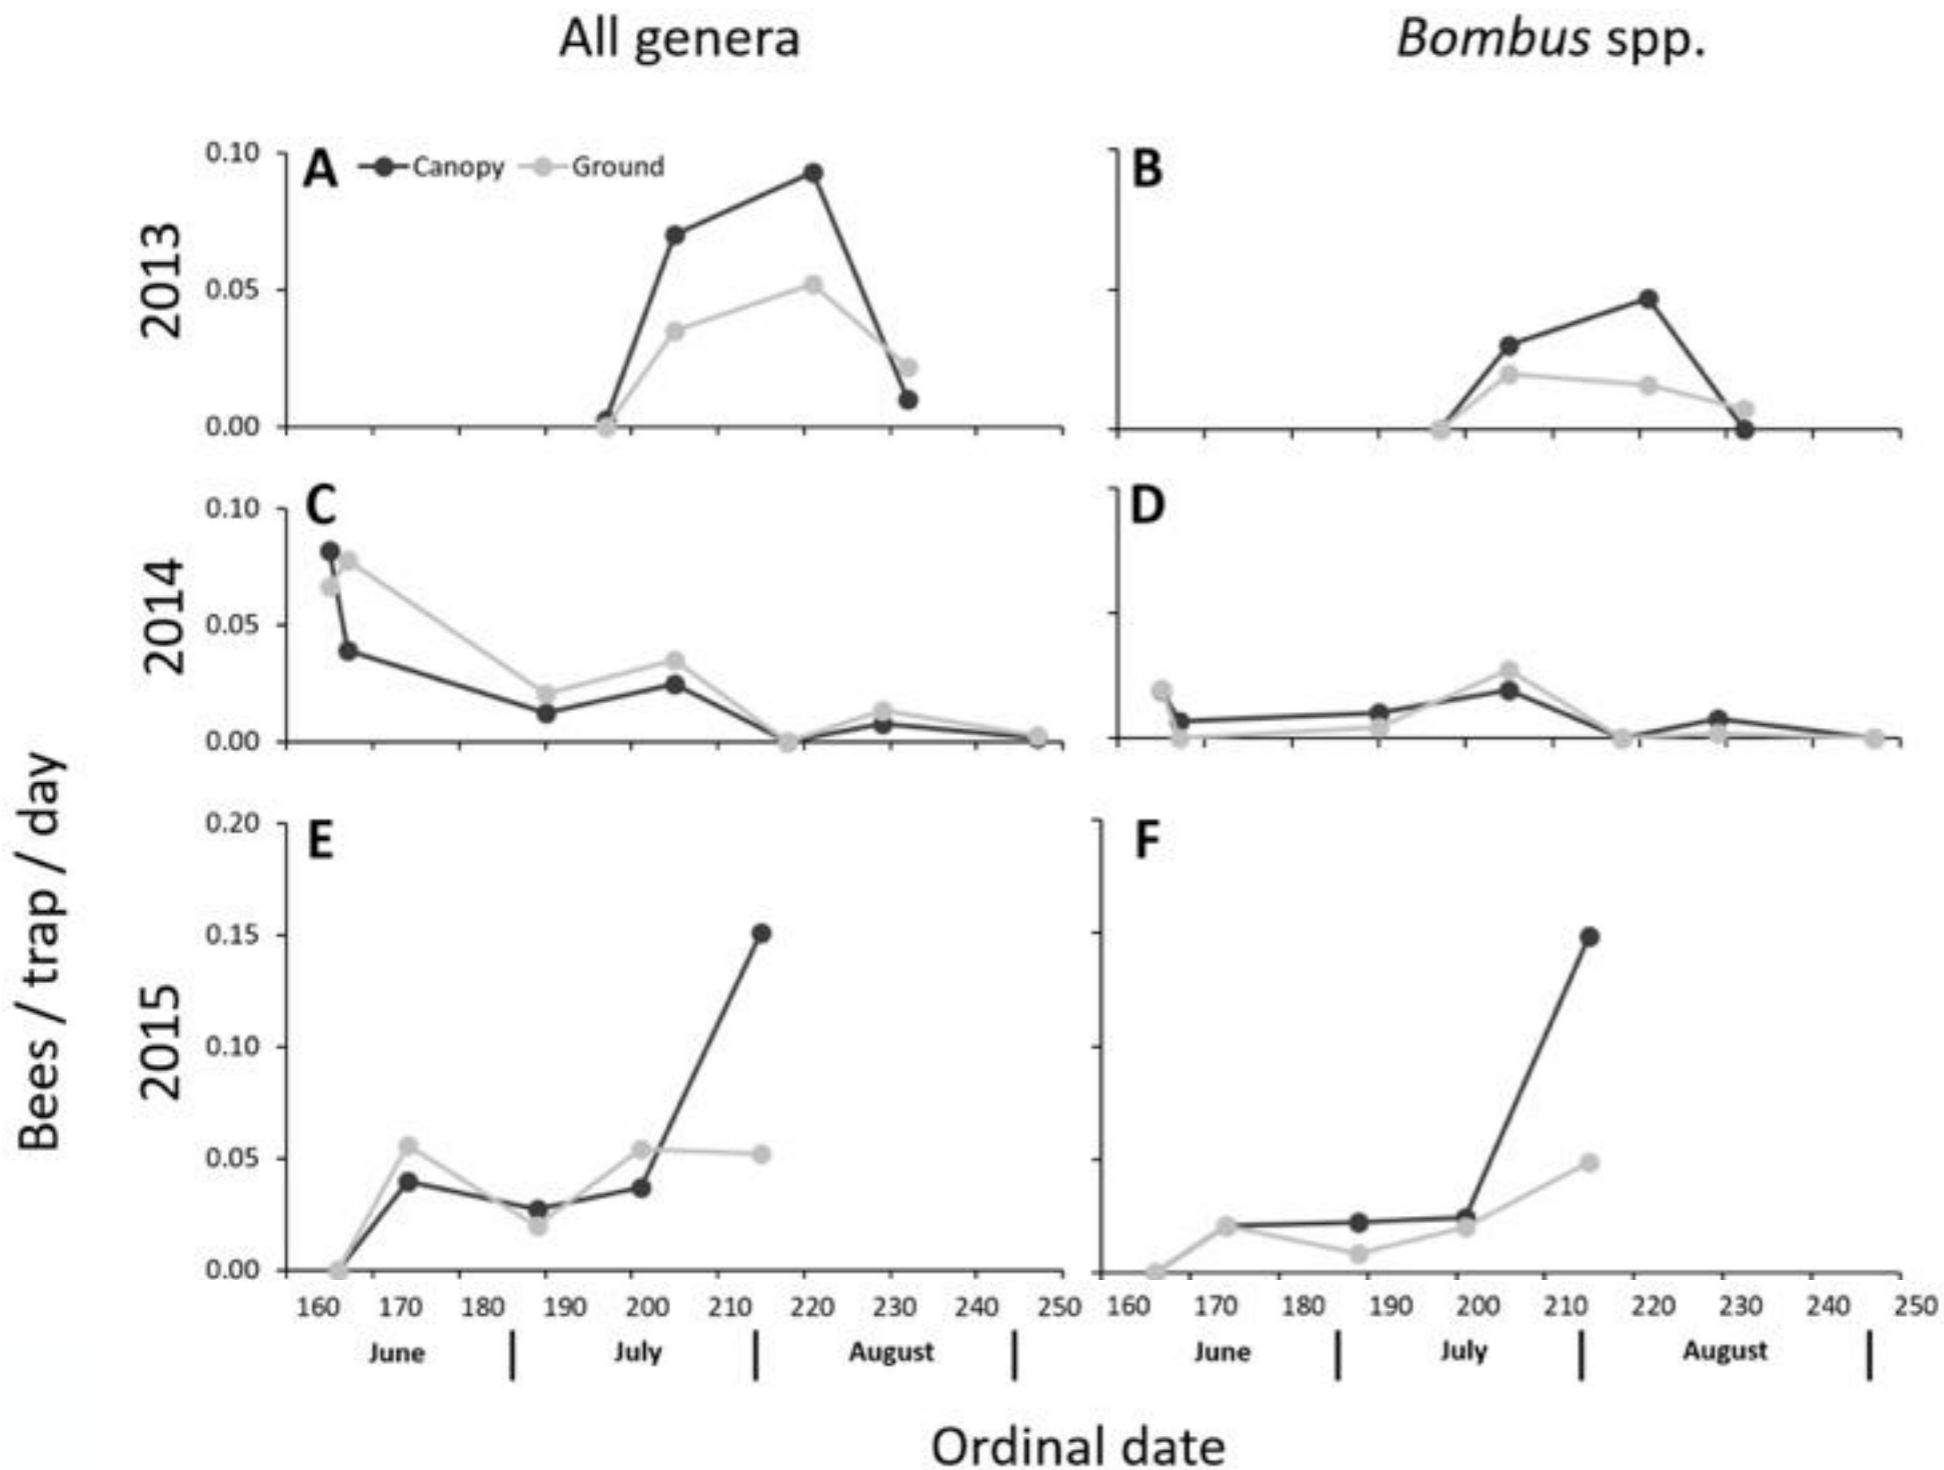 All genera Bombus spp.
A Canopy Ground B
0.10
0.05
0.00
2013
C D
0.10
0.05
0.00
2014
E F
0.20
0.15
0.10
0.05
0.00
2015
Bees / trap / day
160 170 180 190 200 210 220 230 240 250 160 170 180 190 200 210 220 230 240 250
June | July | August | June | July | August |
Ordinal date